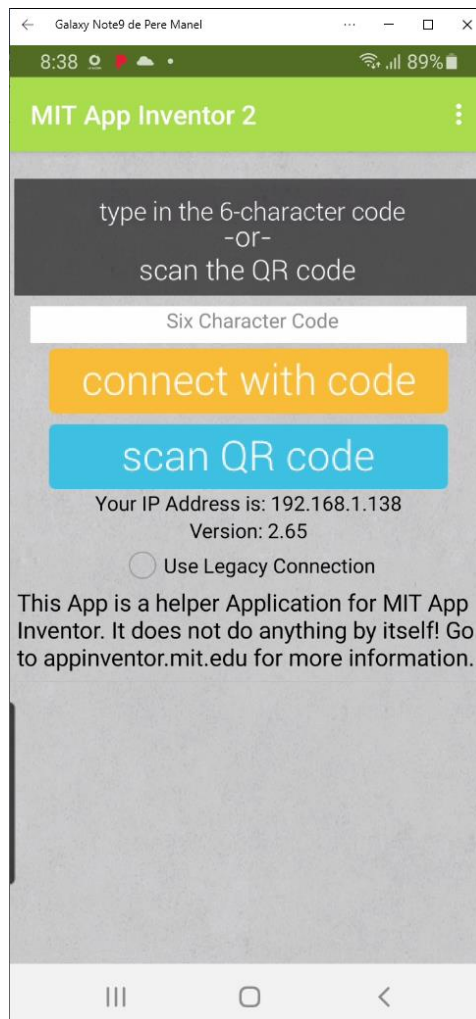 Galaxy Note9 de Pere Manel
8:38 89%
MIT App Inventor 2
type in the 6-character code
-or-
scan the QR code
Six Character Code
connect with code
scan QR code
Your IP Address is: 192.168.1.138
Version: 2.65
Use Legacy Connection
This App is a helper Application for MIT App
Inventor. It does not do anything by itself! Go
to appinventor.mit.edu for more information.